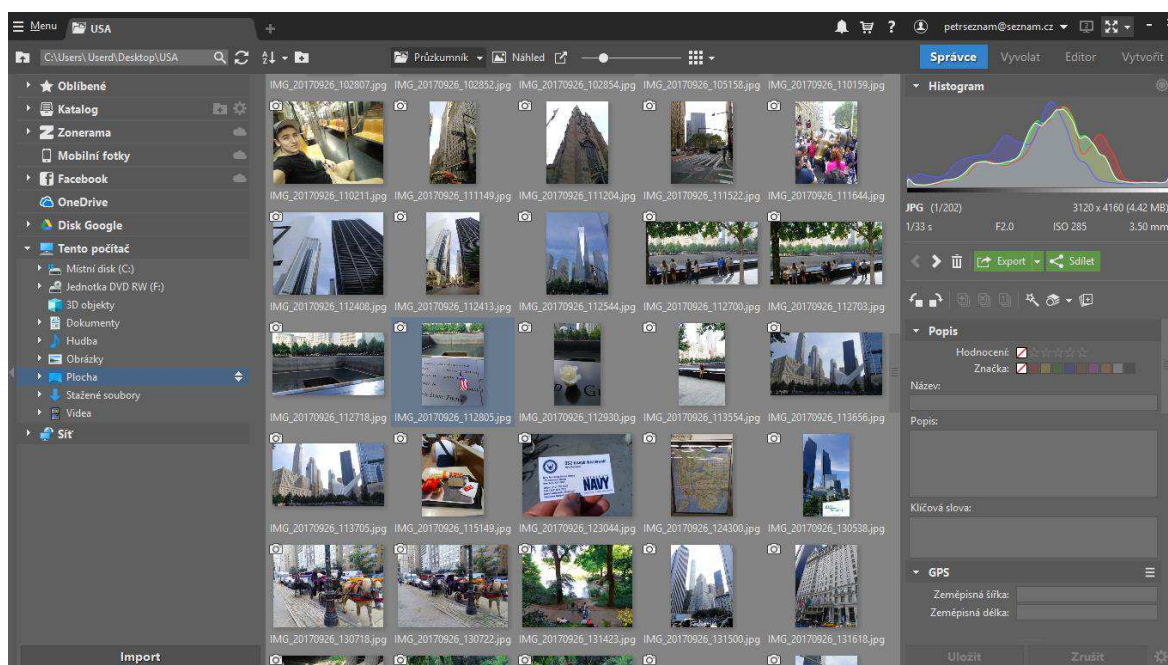 Menu USA petrseznam@seznam.cz
C:\Users\Userd\Desktop\USA Průzkumník Náhled Správce Vyvolat Editor Vytvořit
Oblíbené
Katalog
Zonerama
Mobilní fotky
Facebook
OneDrive
Disk Google
Tento počítač
Místní disk (C:)
Jednotka DVD RW (F:)
3D objekty
Dokumenty
Hudba
Obrázky
Plocha
Stažené soubory
Videa
Síť
Import
IMG_20170926_102807.jpg IMG_20170926_102852.jpg IMG_20170926_102854.jpg IMG_20170926_105158.jpg IMG_20170926_110159.jpg
IMG_20170926_110211.jpg IMG_20170926_111149.jpg IMG_20170926_111204.jpg IMG_20170926_111522.jpg IMG_20170926_111644.jpg
IMG_20170926_112408.jpg IMG_20170926_112413.jpg IMG_20170926_112544.jpg IMG_20170926_112700.jpg IMG_20170926_112703.jpg
IMG_20170926_112718.jpg IMG_20170926_112805.jpg IMG_20170926_112930.jpg IMG_20170926_113554.jpg IMG_20170926_113656.jpg
NAVY
IMG_20170926_113705.jpg IMG_20170926_115149.jpg IMG_20170926_123044.jpg IMG_20170926_124300.jpg IMG_20170926_130538.jpg
IMG_20170926_130718.jpg IMG_20170926_130722.jpg IMG_20170926_131423.jpg IMG_20170926_131500.jpg IMG_20170926_131618.jpg
Histogram
JPG (1/202) 3120 x 4160 (4.42 MB)
1/33 s F2.0 ISO 285 3.50 mm
Export Sdílet
Popis
Hodnocení:
Značka:
Název:
Popis:
Klíčová slova:
GPS
Zeměpisná šířka:
Zeměpisná délka:
Uložit Zrušit